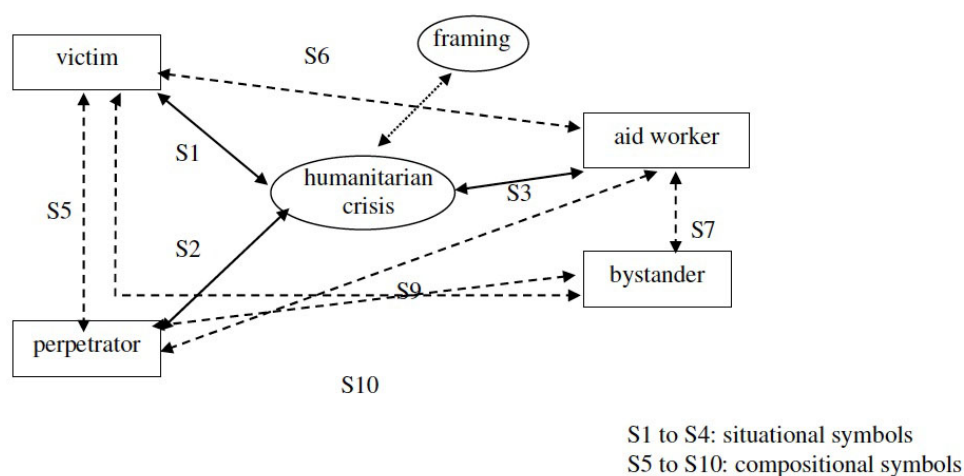 framing
victim
S6
aid worker
S1
humanitarian
crisis
S3
S5
S7
S2
bystander
S9
perpetrator
S10
S1 to S4: situational symbols
S5 to S10: compositional symbols